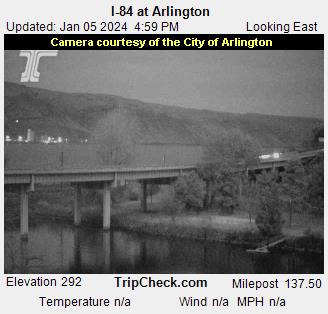 I-84 at Arlington
Updated: Jan 05 2024 4:59 PM Looking East
Camera courtesy of the City of Arlington
Elevation 292 TripCheck.com Milepost 137.50
Temperature n/a Wind n/a MPH n/a